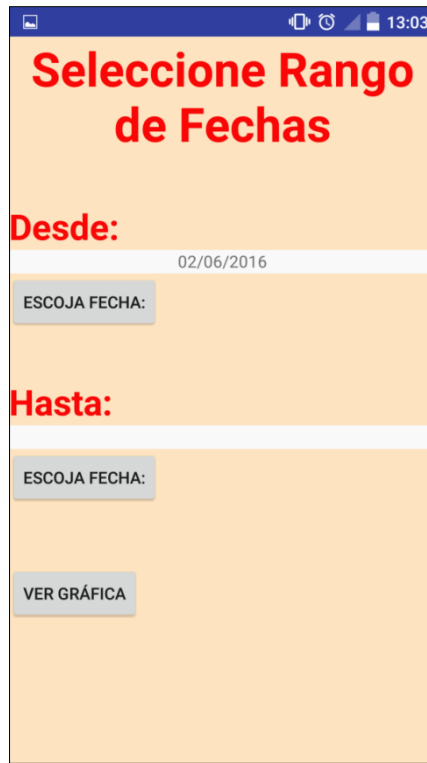 13:03
Seleccione Rango
de Fechas
Desde:
02/06/2016
ESCOJA FECHA:
Hasta:
ESCOJA FECHA:
VER GRÁFICA